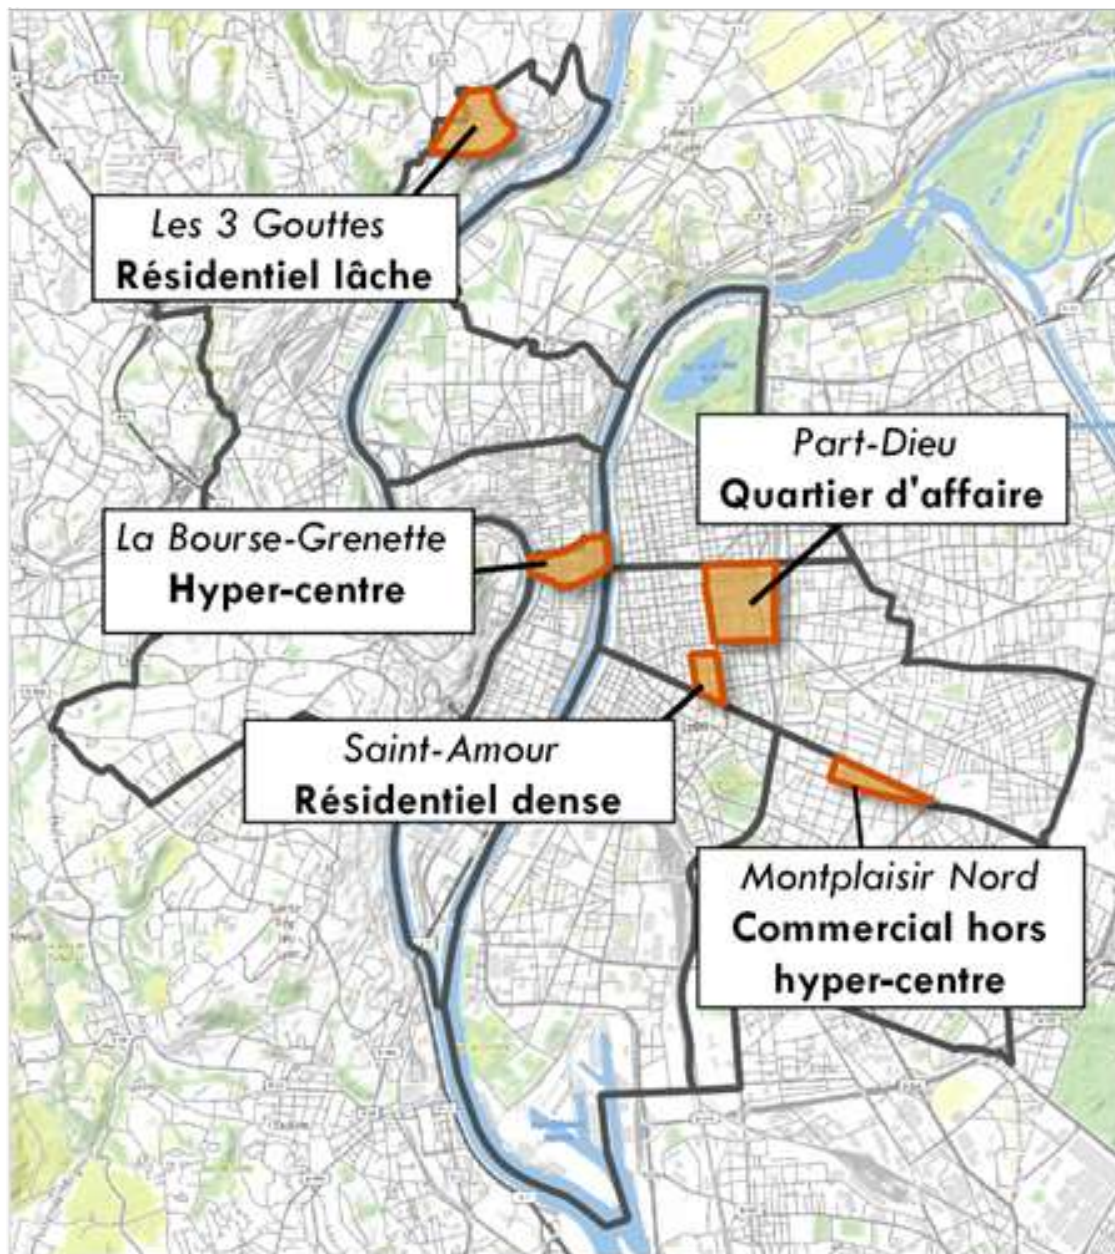 Les 3 Gouttes
Résidentiel lâche
Part-Dieu
Quartier d'affaire
La Bourse-Grenette
Hyper-centre
Saint-Amour
Résidentiel dense
Montplaisir Nord
Commercial hors
hyper-centre